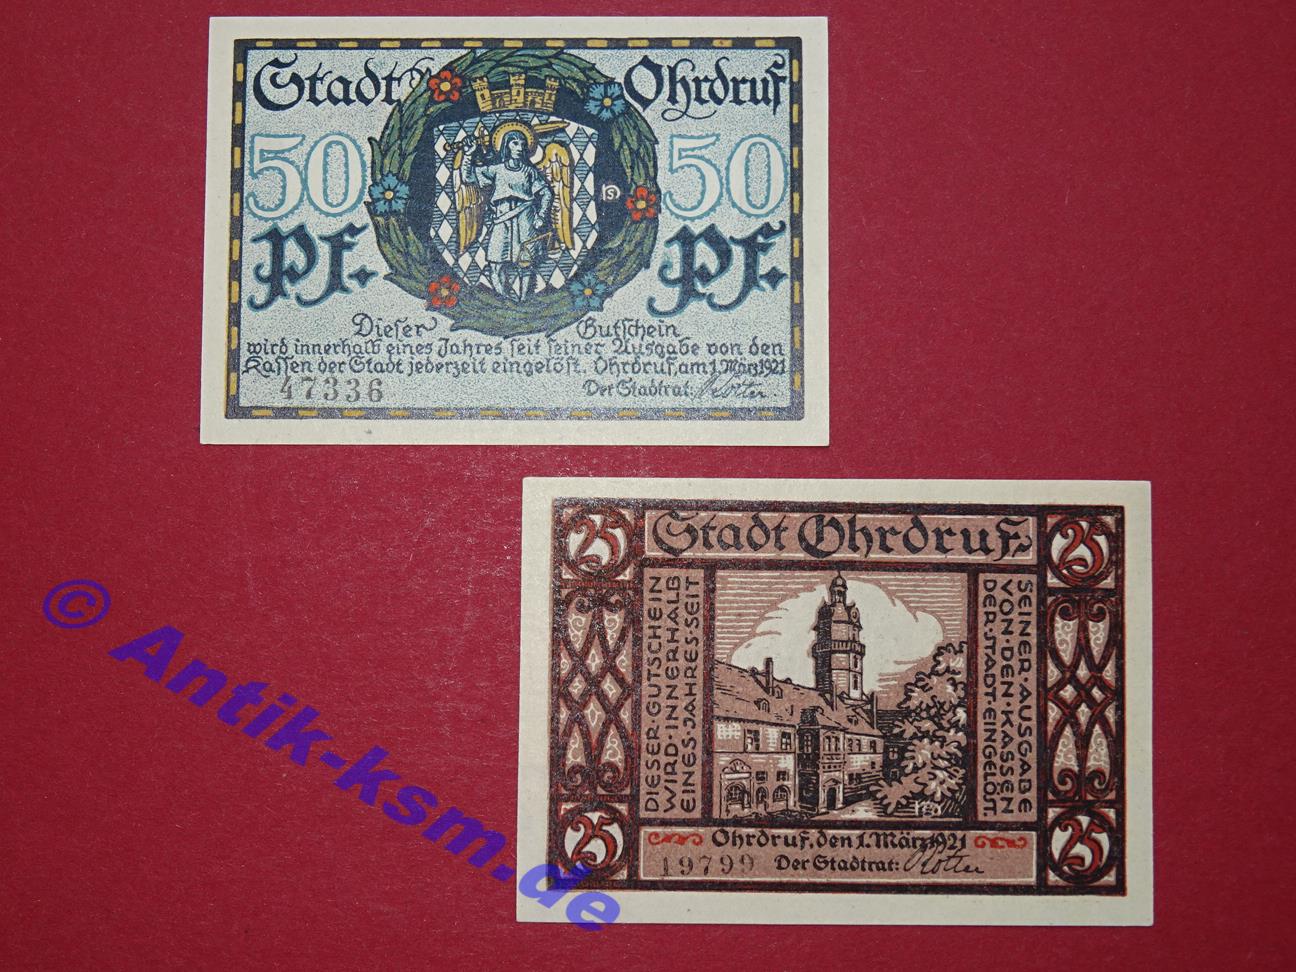 Stadt Ohrdruf
50 50
Pf. Pf.
Dieser Gutschein
wird innerhalb eines Jahres seit seiner Ausgabe von den
Kassen der Stadt jederzeit eingelöst. Ohrdruf, am 1. März 1921
47336 Der Stadtrat:
25 Stadt Ohrdruf 25
DIESER·GUTSCHEIN
WIRD·INNERHALB
EINES·JAHRES·SEIT
SEINER·AUSGABE
VON·DEN·KASSEN
DER·STADT·EINGELÖST.
25 Ohrdruf, den 1. März 1921 25
19799 Der Stadtrat:
© Antik-ksm.de